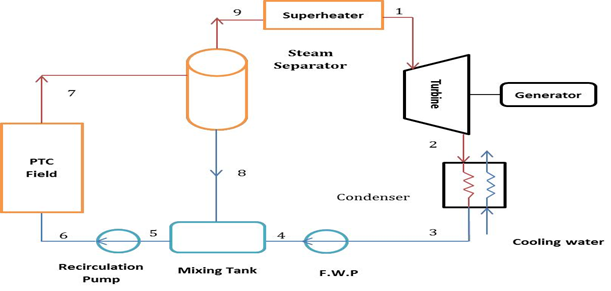 9
Superheater
1
Steam
Separator
Turbine
Generator
7
2
PTC
Field
8
Condenser
6
5
4
3
Cooling water
Recirculation
Pump
Mixing Tank
F.W.P